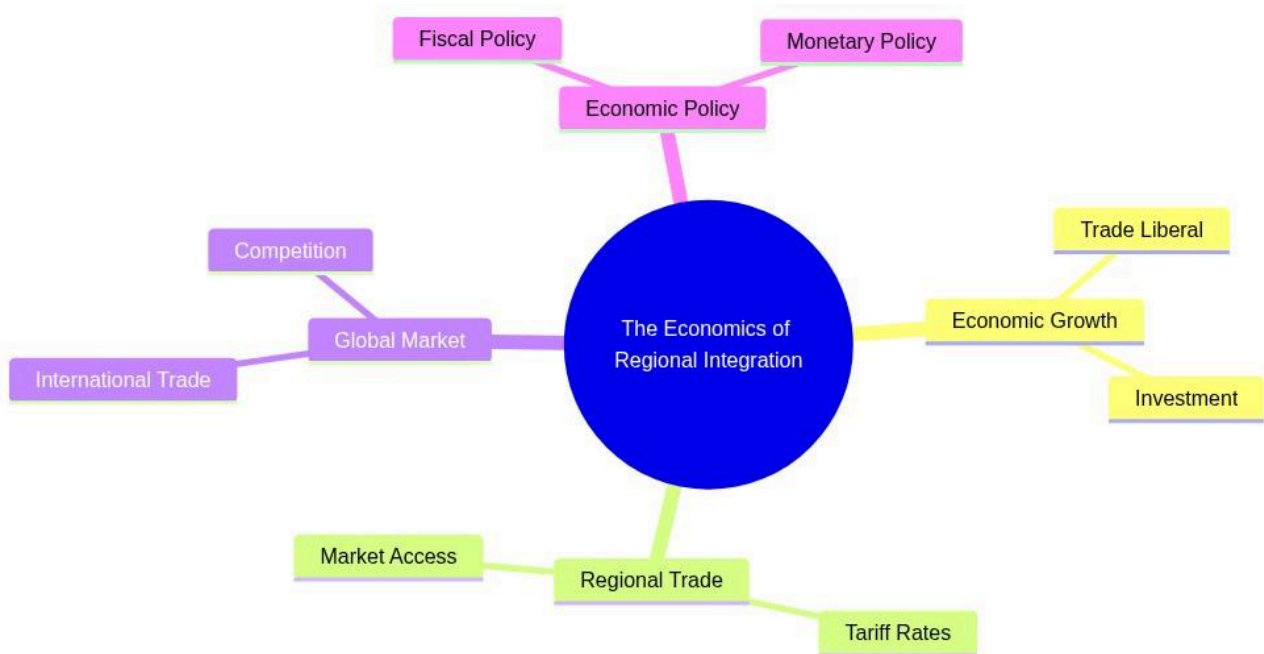 Fiscal Policy
Monetary Policy
Economic Policy
Trade Liberal
Competition
Economic Growth
The Economics of
Regional Integration
Global Market
International Trade
Investment
Market Access
Regional Trade
Tariff Rates